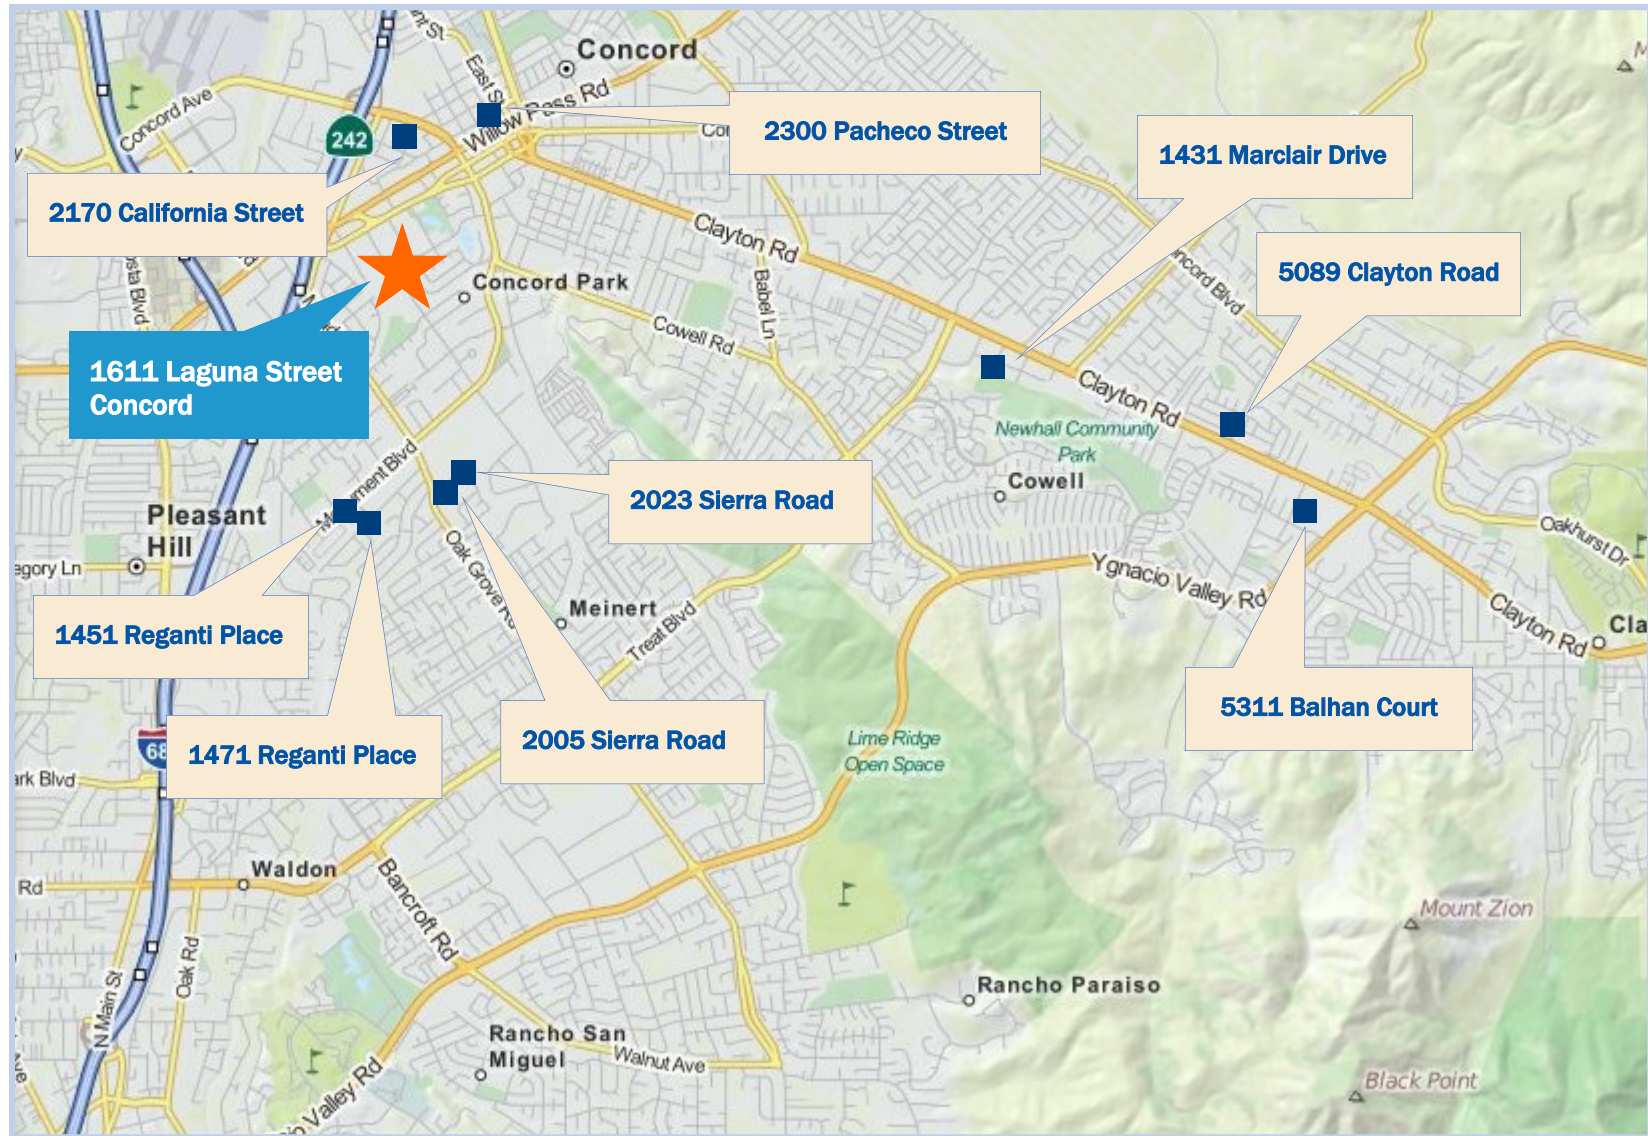 Concord
East St
Willow Pass Rd
Concord Ave
242
2300 Pacheco Street
1431 Marclair Drive
2170 California Street
Clayton Rd
5089 Clayton Road
Concord Park
Babel Ln
Cowell Rd
1611 Laguna Street
Concord
Clayton Rd
Newhall Community
Park
Cowell
2023 Sierra Road
Pleasant
Hill
Oakhurst Dr
Oak Grove Rd
Ygnacio Valley Rd
Meinert
Treat Blvd
Clayton Rd
1451 Reganti Place
5311 Balhan Court
2005 Sierra Road
1471 Reganti Place
Lime Ridge
Open Space
Waldon
Rd
Bancroft Rd
Mount Zion
Oak Rd
N Main St
Rancho Paraiso
Rancho San
Miguel
Walnut Ave
Valley Rd
Black Point